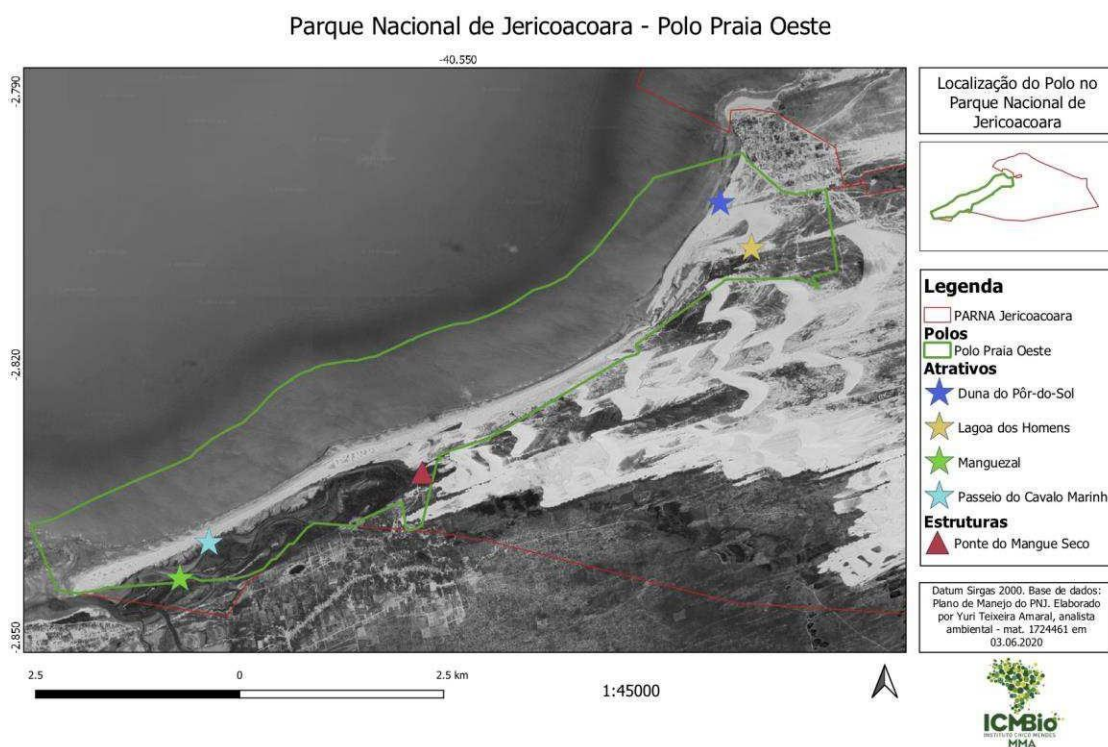 Parque Nacional de Jericoacoara - Polo Praia Oeste
-40.550
-2.790
-2.820
-2.850
Localização do Polo no
Parque Nacional de
Jericoacoara
Legenda
PARNA Jericoacoara
Polos
Polo Praia Oeste
Atrativos
Duna do Pôr-do-Sol
Lagoa dos Homens
Manguezal
Passeio do Cavalo Marinh
Estruturas
Ponte do Mangue Seco
Datum Sirgas 2000. Base de dados:
Plano de Manejo do PNJ. Elaborado
por Yuri Teixeira Amaral, analista
ambiental - mat. 1724461 em
03.06.2020
2.5
0
2.5 km
1:45000
ICMBio
INSTITUTO CHICO MENDES
MMA